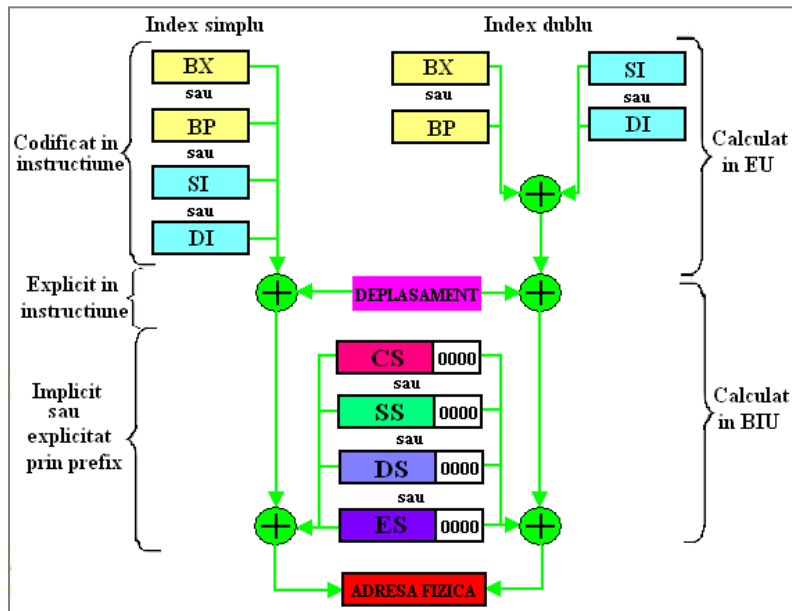 Index simplu
Index dublu
BX
sau
BP
sau
SI
sau
DI
BX
sau
BP
SI
sau
DI
Codificat in
instructiune
Calculat
in EU
Explicit in
instructiune
DEPLASAMENT
CS 0000
sau
SS 0000
sau
DS 0000
sau
ES 0000
Implicit
sau
explicitat
prin prefix
Calculat
in BIU
ADRESA FIZICA